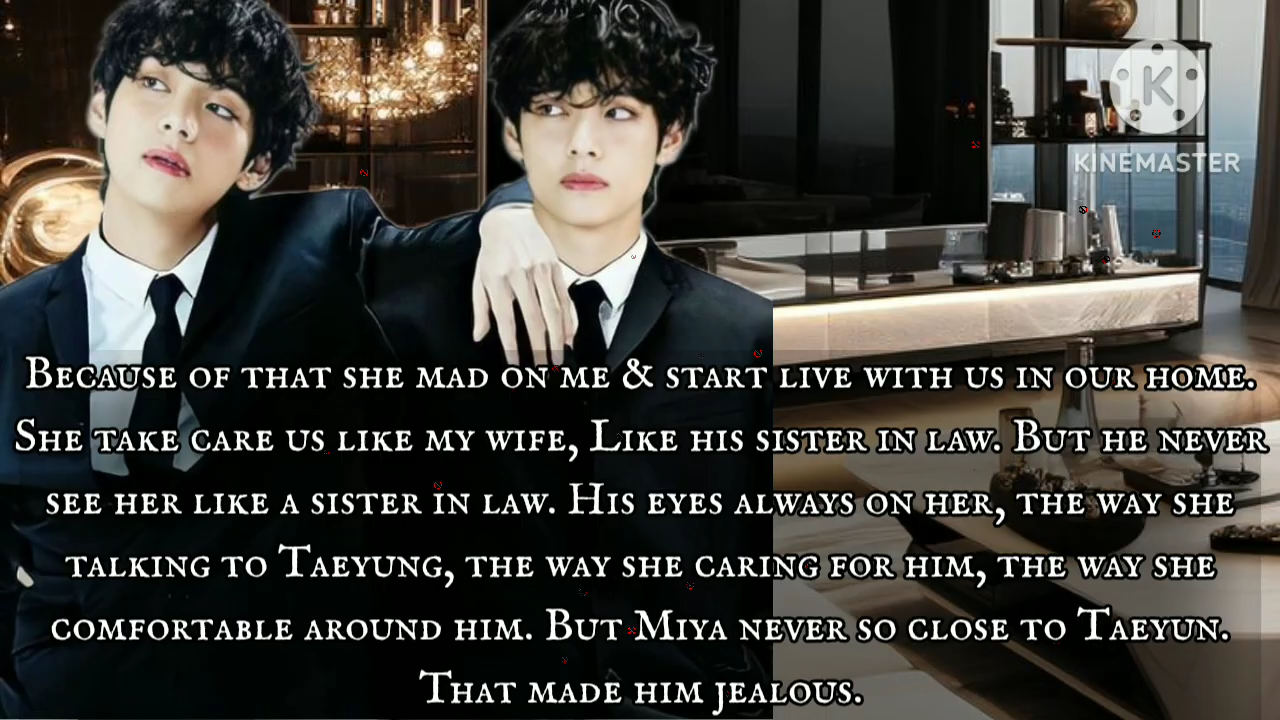 K
KINEMASTER
Because of that she mad on me & start live with us in our home.
She take care us like my wife, Like his sister in law. But he never
see her like a sister in law. His eyes always on her, the way she
talking to Taeyung, the way she caring for him, the way she
comfortable around him. But Miya never so close to Taeyun.
That made him jealous.